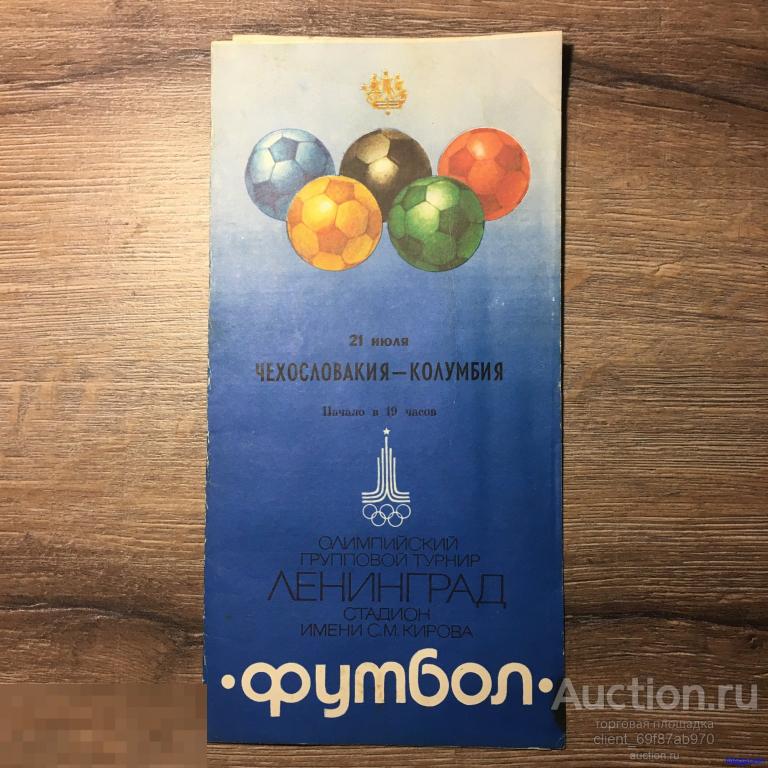 21 июля
ЧЕХОСЛОВАКИЯ—КОЛУМБИЯ
Начало в 19 часов
ОЛИМПИЙСКИЙ
ГРУППОВОЙ ТУРНИР
ЛЕНИНГРАД
СТАДИОН
ИМЕНИ С.М. КИРОВА
•футбол•
Auction.ru
торговая площадка
client_69f87ab970
auction.ru